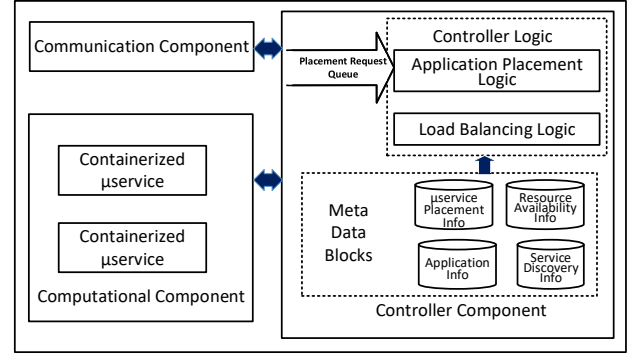 Communication Component
Containerized
μservice
Containerized
μservice
Computational Component
Placement Request
Queue
Controller Logic
Application Placement
Logic
Load Balancing Logic
Meta
Data
Blocks
μservice
Placement
Info
Resource
Availability
Info
Application
Info
Service
Discovery
Info
Controller Component